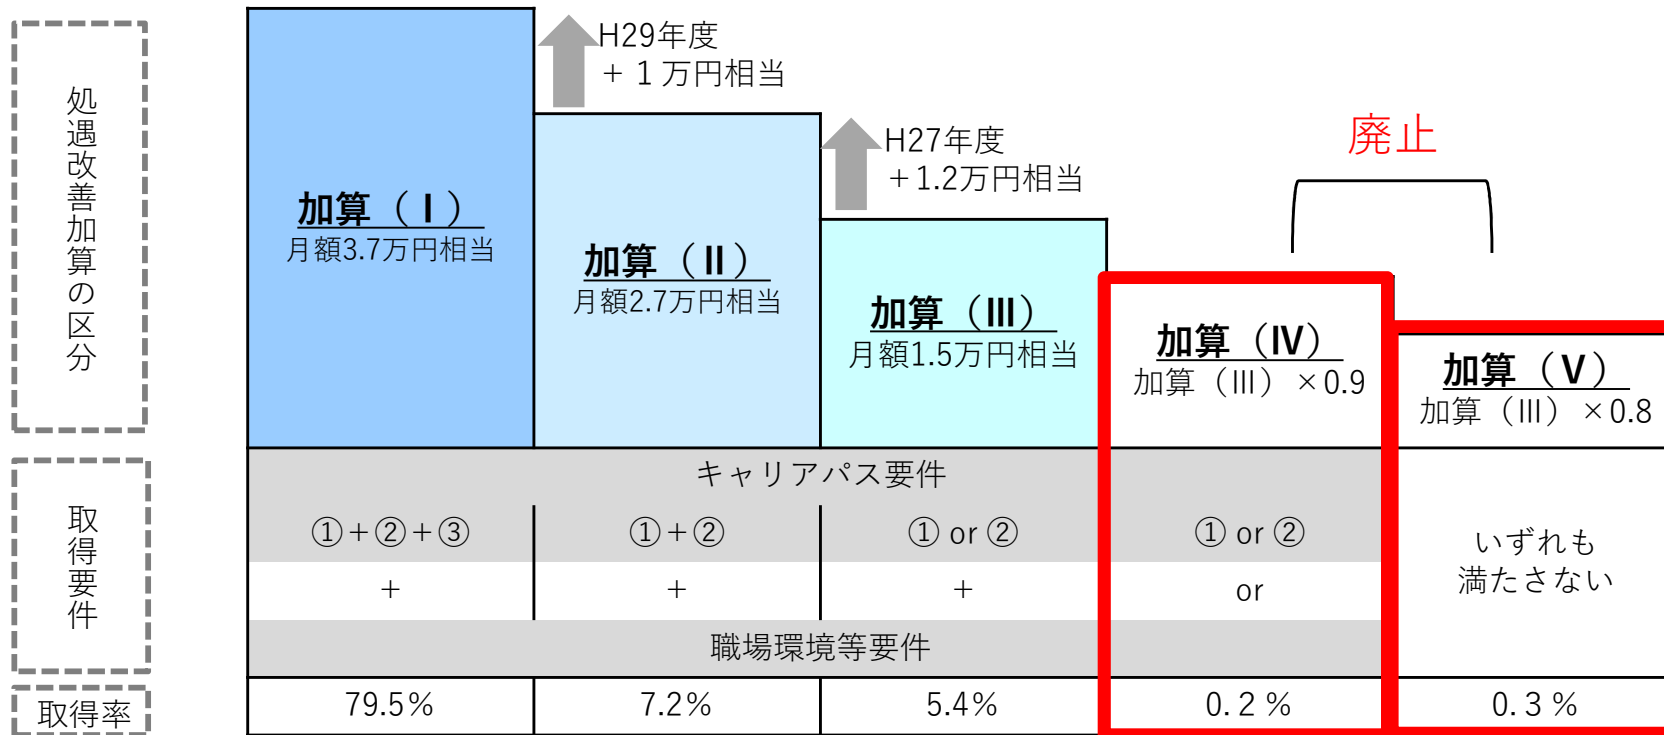 処遇改善加算の区分
加算（Ⅰ）
月額3.7万円相当
H29年度
+ 1 万円相当
加算（Ⅱ）
月額2.7万円相当
H27年度
+1.2万円相当
加算（Ⅲ）
月額1.5万円相当
廃止
加算（Ⅳ）
加算（Ⅲ）×0.9
加算（Ⅴ）
加算（Ⅲ）×0.8
取得要件
キャリアパス要件
①+②+③
①+②
① or ②
① or ②
+
+
+
or
職場環境等要件
いずれも
満たさない
取得率
79.5%
7.2%
5.4%
0.2 %
0.3 %